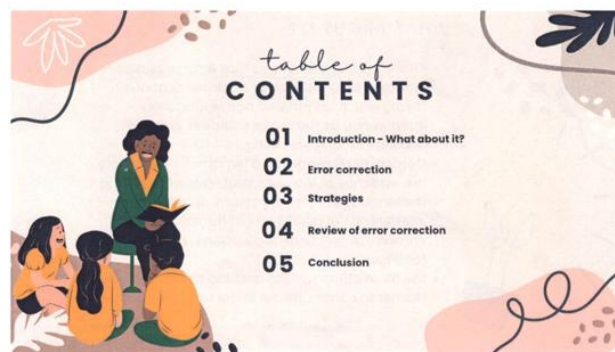 table of
CONTENTS
01 Introduction - What about it?
02 Error correction
03 Strategies
04 Review of error correction
05 Conclusion